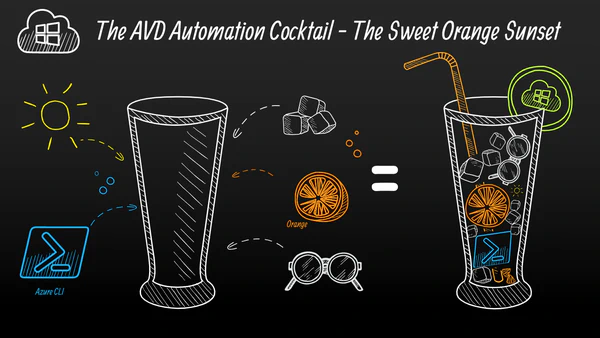 The AVD Automation Cocktail - The Sweet Orange Sunset
Orange
Azure CLI